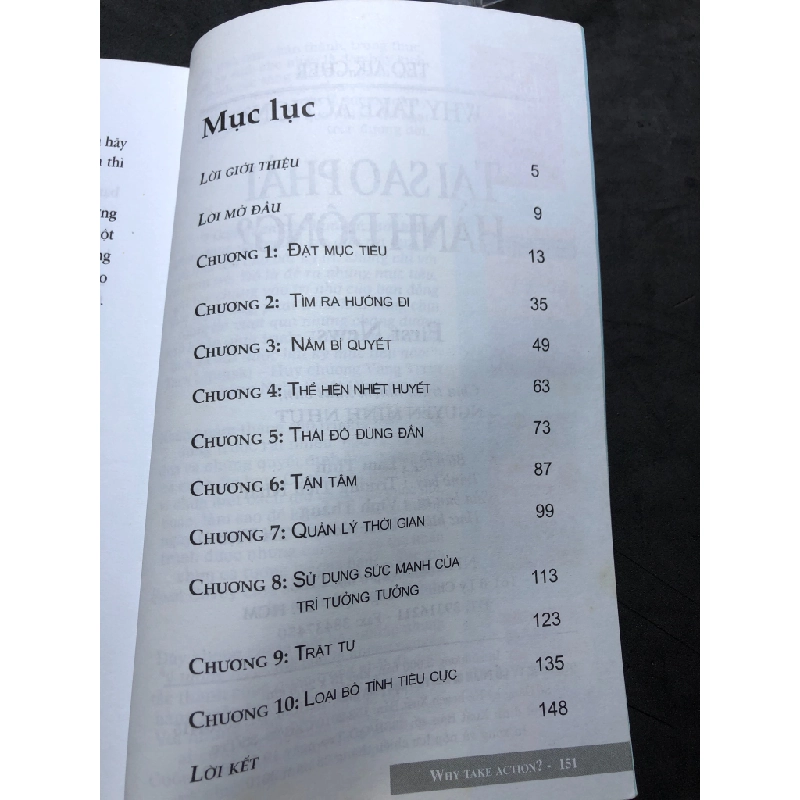 Mục lục
LỜI GIỚI THIỆU 5
LỜI MỞ ĐẦU 9
CHƯƠNG 1: ĐẶT MỤC TIÊU 13
CHƯƠNG 2: TÌM RA HƯỚNG ĐI 35
CHƯƠNG 3: NẮM BÍ QUYẾT 49
CHƯƠNG 4: THỂ HIỆN NHIỆT HUYẾT 63
CHƯƠNG 5: THÁI ĐỘ ĐÚNG ĐẮN 73
CHƯƠNG 6: TẬN TÂM 87
CHƯƠNG 7: QUẢN LÝ THỜI GIAN 99
CHƯƠNG 8: SỬ DỤNG SỨC MẠNH CỦA
TRÍ TƯỞNG TƯỢNG 113
CHƯƠNG 9: TRẬT TỰ 123
CHƯƠNG 10: LOẠI BỎ TÍNH TIÊU CỰC 135
LỜI KẾT 148
WHY TAKE ACTION? - 151